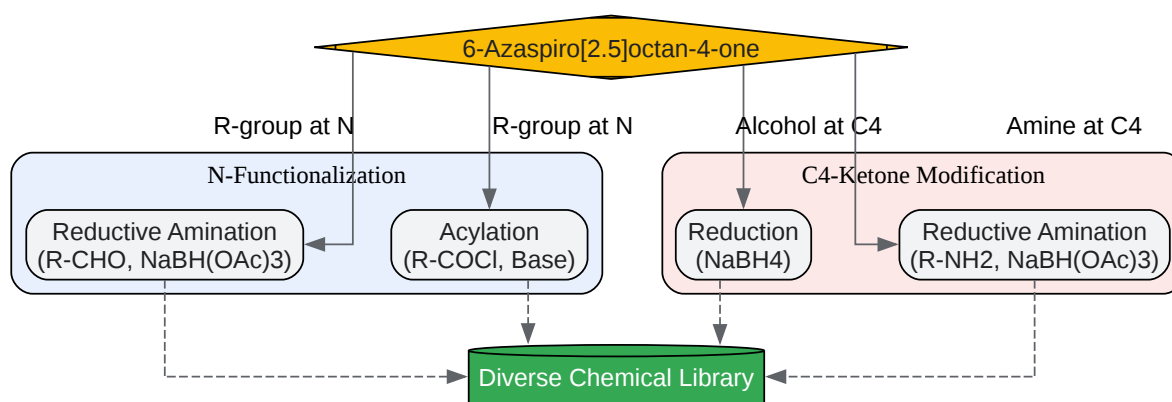 6-Azaspiro[2.5]octan-4-one
R-group at N
R-group at N
Alcohol at C4
Amine at C4
N-Functionalization
C4-Ketone Modification
Reductive Amination
(R-CHO, NaBH(OAc)3)
Acylation
(R-COCl, Base)
Reduction
(NaBH4)
Reductive Amination
(R-NH2, NaBH(OAc)3)
Diverse Chemical Library